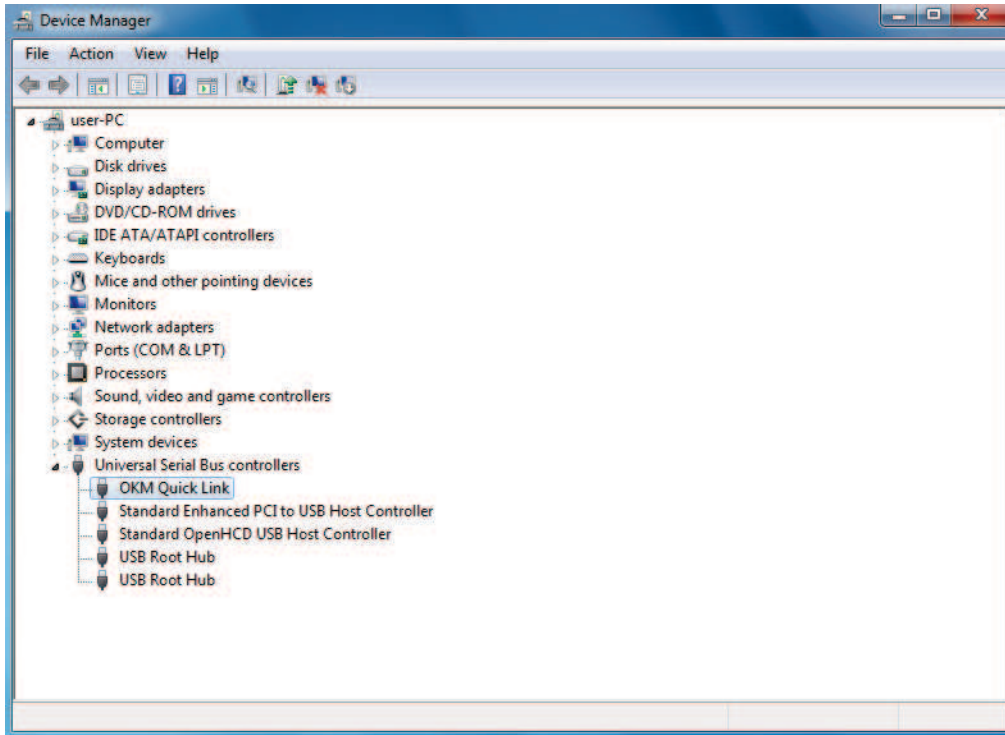 Device Manager
File Action View Help
user-PC
Computer
Disk drives
Display adapters
DVD/CD-ROM drives
IDE ATA/ATAPI controllers
Keyboards
Mice and other pointing devices
Monitors
Network adapters
Ports (COM & LPT)
Processors
Sound, video and game controllers
Storage controllers
System devices
Universal Serial Bus controllers
OKM Quick Link
Standard Enhanced PCI to USB Host Controller
Standard OpenHCD USB Host Controller
USB Root Hub
USB Root Hub